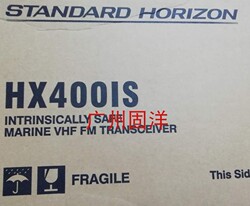 STANDARD HORIZON
HX400IS
广州固洋
INTRINSICALLY SAFE
MARINE VHF FM TRANSCEIVER
FRAGILE
This Sid